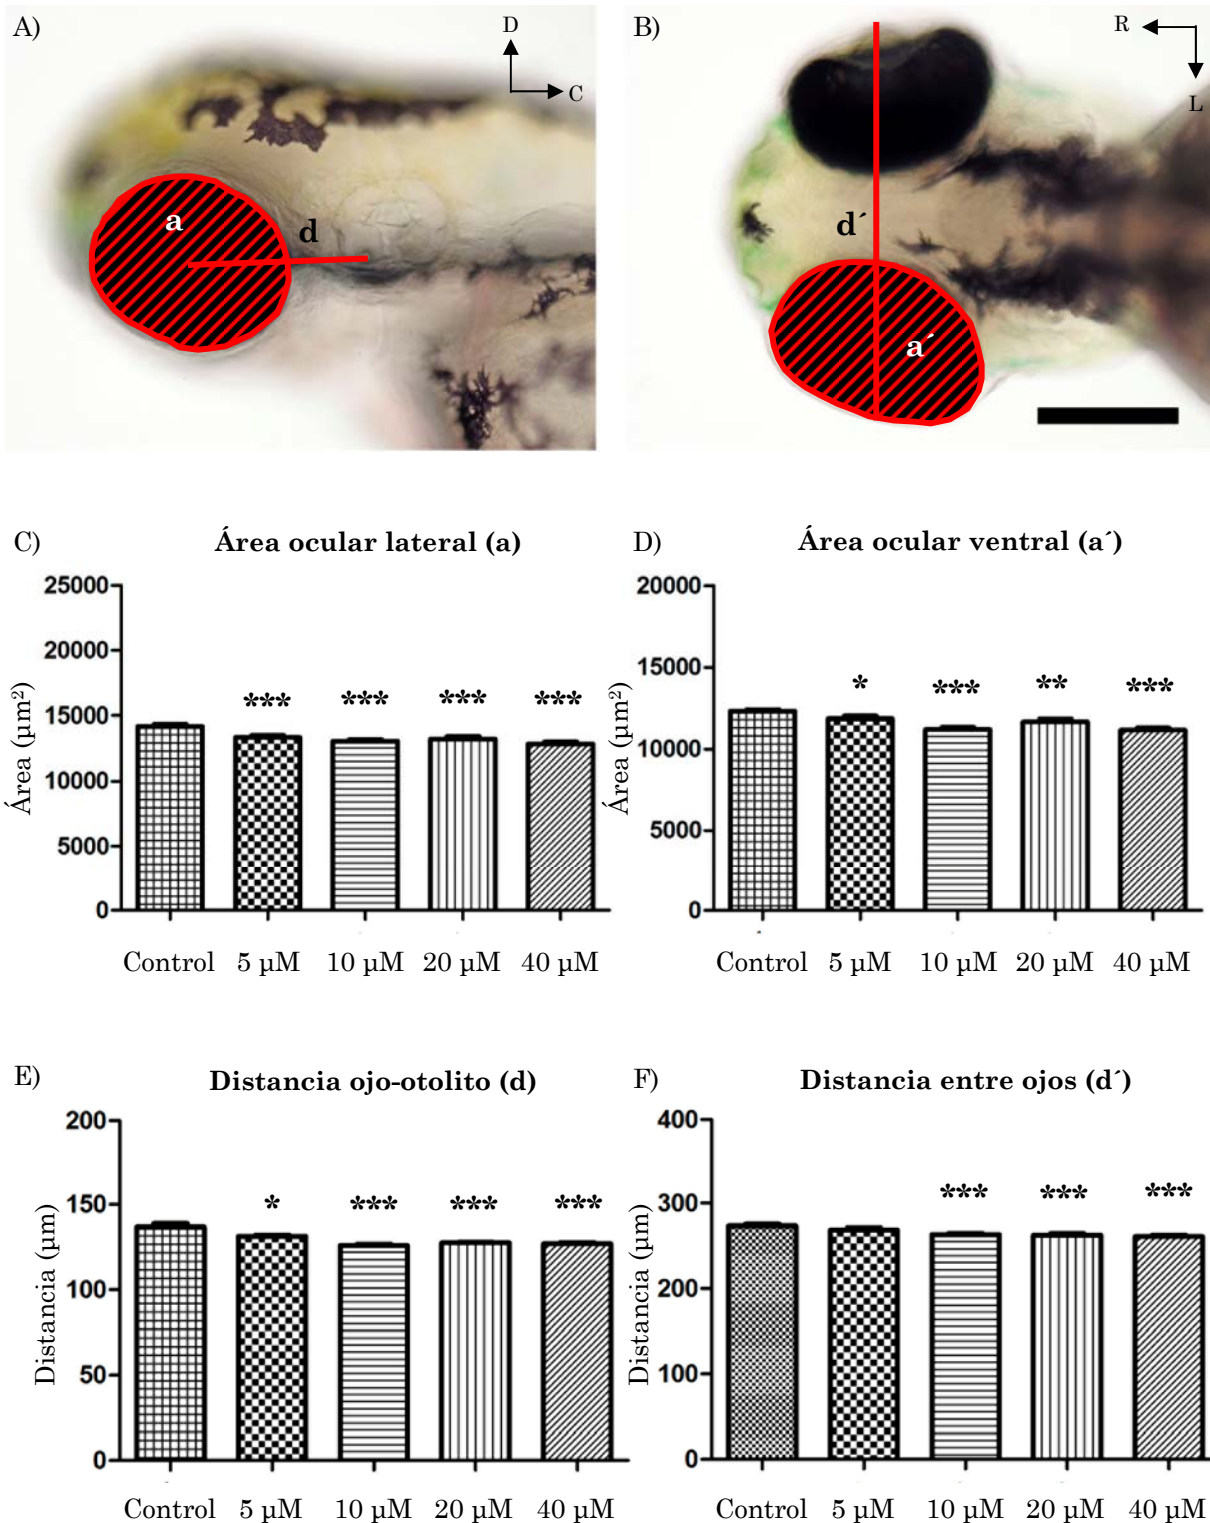 A)
D
C
a
d
B)
R
L
d´
a´
C)
Área ocular lateral (a)
Área (µm²)
25000
20000
15000
10000
5000
0
***
***
***
***
Control 5 µM 10 µM 20 µM 40 µM
D)
Área ocular ventral (a´)
Área (µm²)
20000
15000
10000
5000
0
*
***
**
***
Control 5 µM 10 µM 20 µM 40 µM
E)
Distancia ojo-otolito (d)
Distancia (µm)
200
150
100
50
0
*
***
***
***
Control 5 µM 10 µM 20 µM 40 µM
F)
Distancia entre ojos (d´)
Distancia (µm)
400
300
200
100
0
***
***
***
Control 5 µM 10 µM 20 µM 40 µM